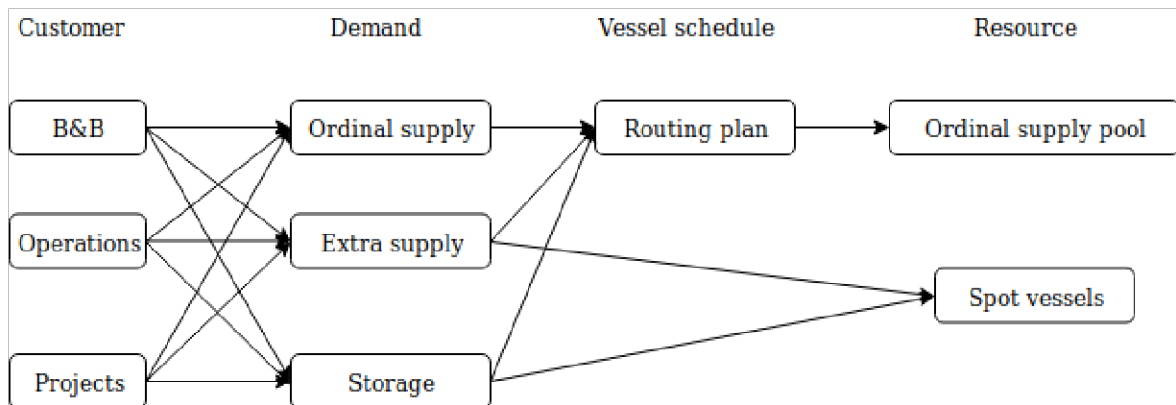 Customer Demand Vessel schedule Resource
B&B Ordinal supply Routing plan Ordinal supply pool
Operations Extra supply
Spot vessels
Projects Storage